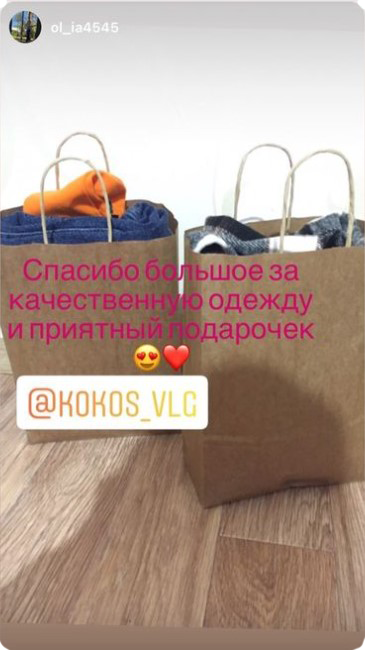 ol_ia4545
Спасибо большое за
качественную одежду
и приятный подарочек
😍❤️
@KOKOS_VLG